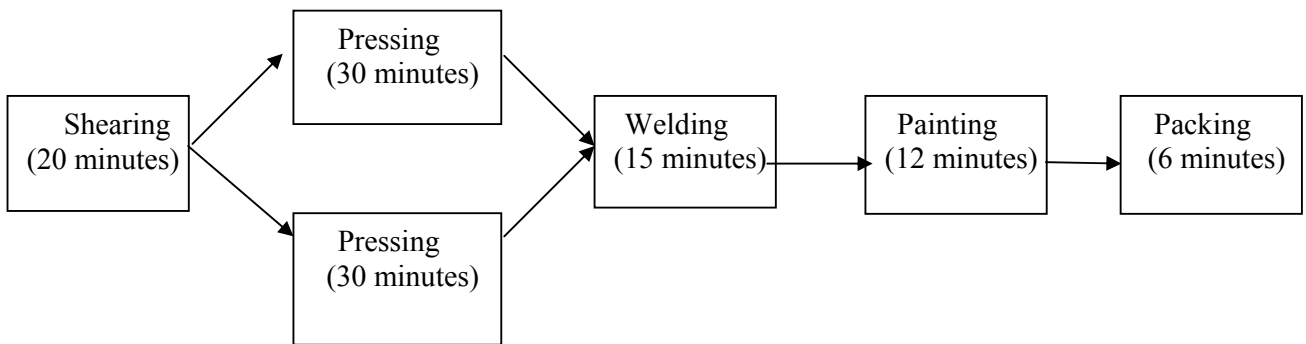 Pressing
(30 minutes)
Shearing
(20 minutes)
Welding
(15 minutes)
Painting
(12 minutes)
Packing
(6 minutes)
Pressing
(30 minutes)